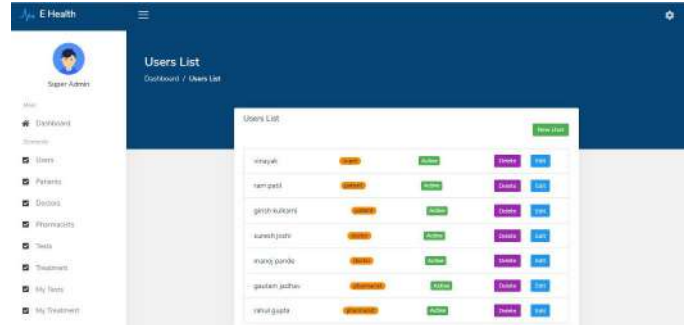 E Health
Users List
Dashboard / Users List
Super Admin
Dashboard
Users
Patients
Doctors
Pharmacists
Tests
Treatment
My Tests
My Treatment
Users List
New User
vinayak Active Delete Edit
ram patil patient Active Delete Edit
girish kulkarni patient Active Delete Edit
suresh joshi doctor Active Delete Edit
manoj pande doctor Active Delete Edit
gautam jadhav pharmacist Active Delete Edit
rahul gupta pharmacist Active Delete Edit